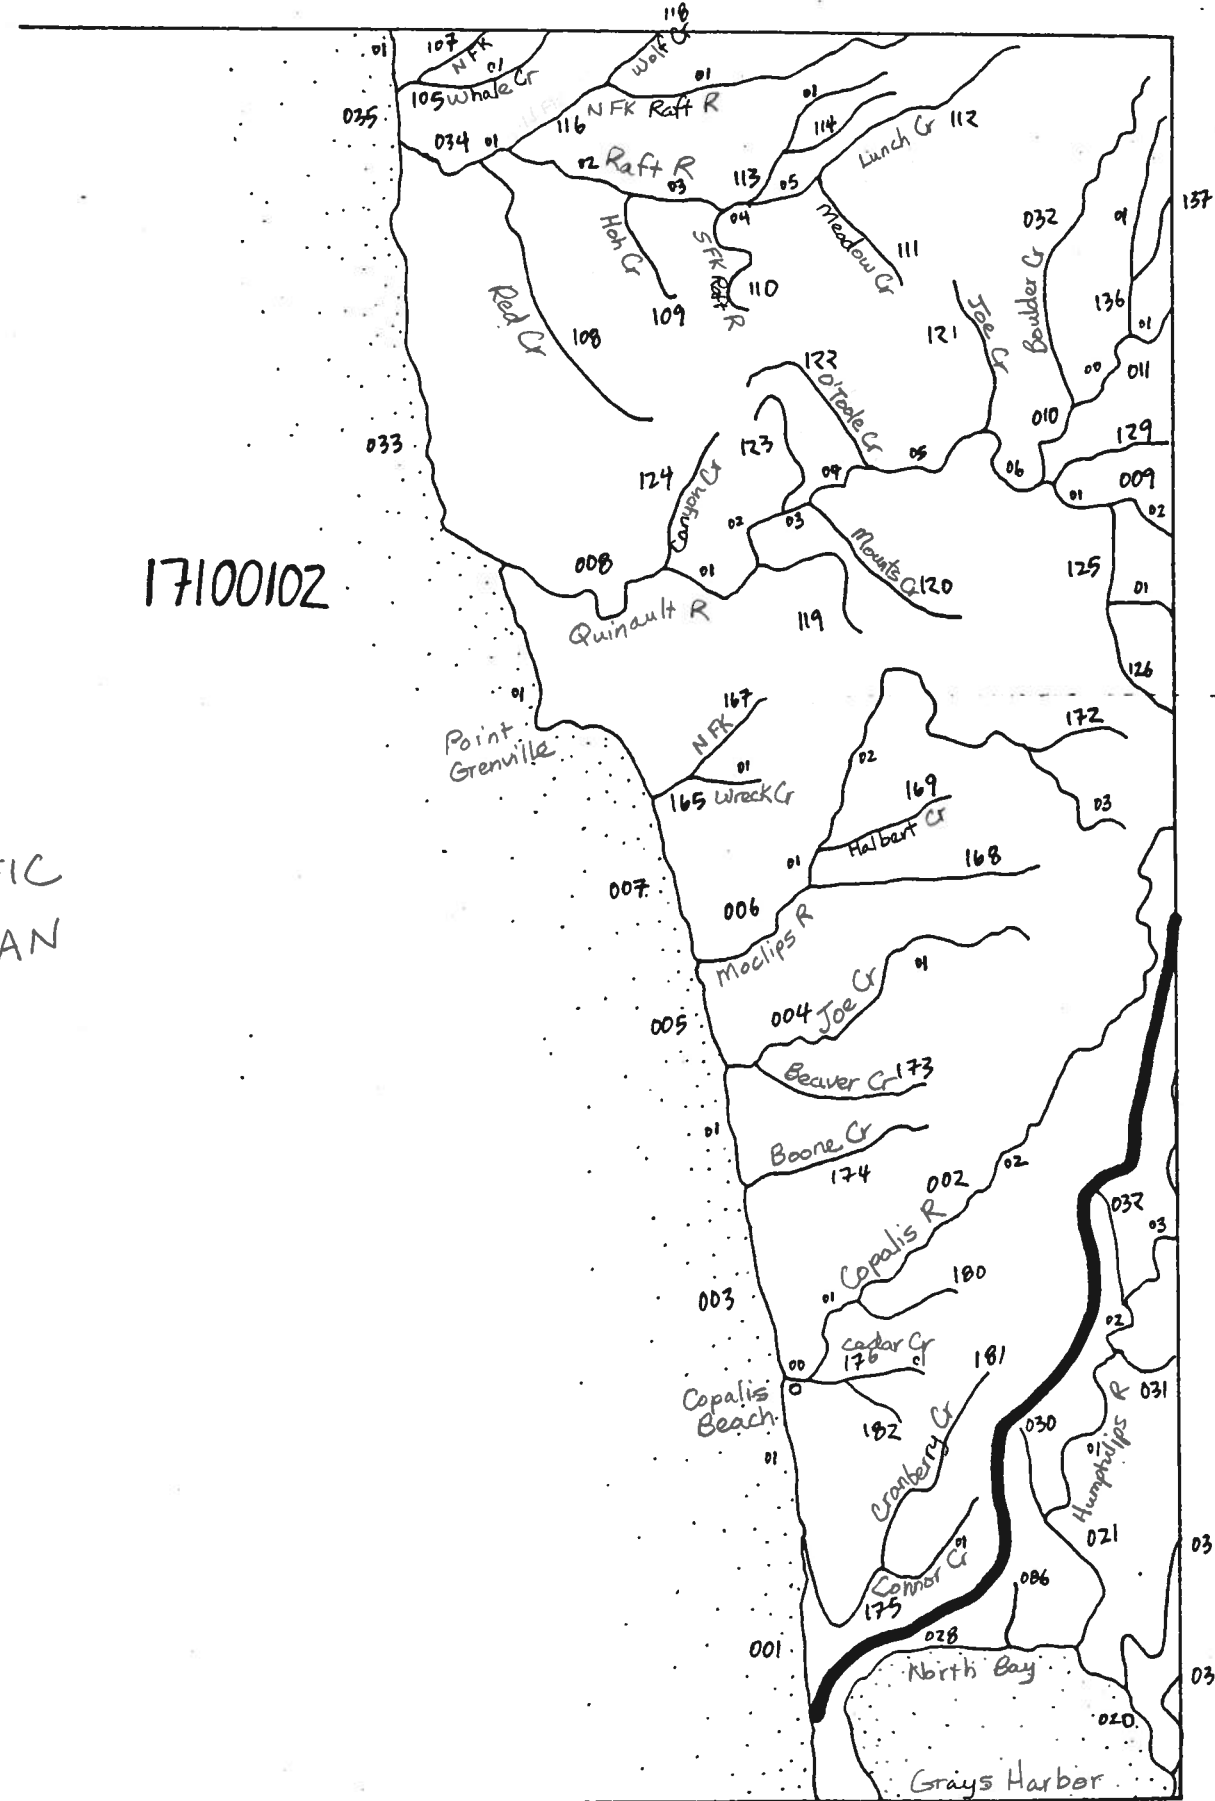 118
01
107
NFK
01
Whale Cr
105
Wolf Cr
01
NFK Raft R
116
035
034
01
02
Raft R
03
113
04
05
01
114
Lunch Cr
112
137
Hoh Cr
109
SFK Raft R
110
Meadow Cr
111
032
Boulder Cr
136
01
00
011
010
Red Cr
108
121
Joe Cr
122
O'Toole Cr
123
05
04
06
129
009
01
02
033
124
Canyon Cr
02
03
01
008
Quinault R
Mounts Cr
120
119
125
01
126
17100102
01
Point
Grenville
167
NFK
01
165
Wreck Cr
172
02
03
169
Halbert Cr
168
01
007
006
Moclips R
FIC
AN
01
004
Joe Cr
005
Beaver Cr
173
01
Boone Cr
174
002
02
Copalis R
032
03
02
031
003
01
180
Cedar Cr
176
01
00
0
Copalis
Beach
182
181
01
Cranberry Cr
030
01
Humptulips R
021
03
01
Connor Cr
175
086
001
028
North Bay
03
020
Grays Harbor